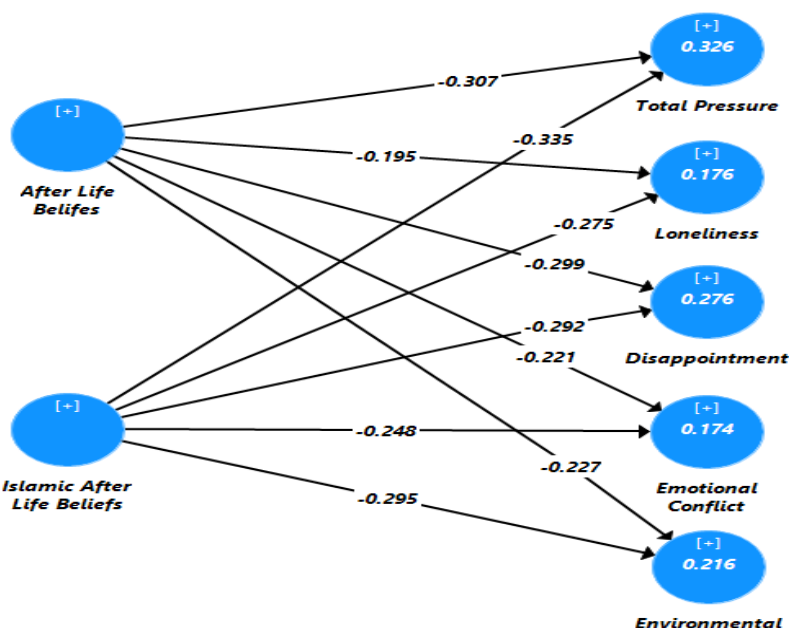 [+]
0.326
Total Pressure
-0.307
[+]
After Life
Belifes
-0.335
-0.195
[+]
0.176
Loneliness
-0.275
-0.299
[+]
0.276
Disappointment
-0.292
-0.221
[+]
Islamic After
Life Beliefs
-0.248
[+]
0.174
Emotional
Conflict
-0.227
-0.295
[+]
0.216
Environmental